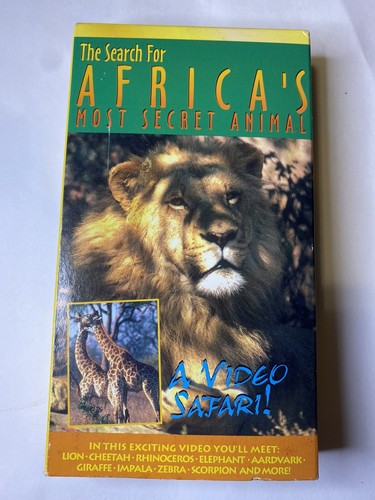 The Search For
AFRICA'S
MOST SECRET ANIMAL
A VIDEO
SAFARI!
IN THIS EXCITING VIDEO YOU'LL MEET:
LION • CHEETAH • RHINOCEROS • ELEPHANT • AARDVARK •
GIRAFFE • IMPALA • ZEBRA • SCORPION AND MORE!